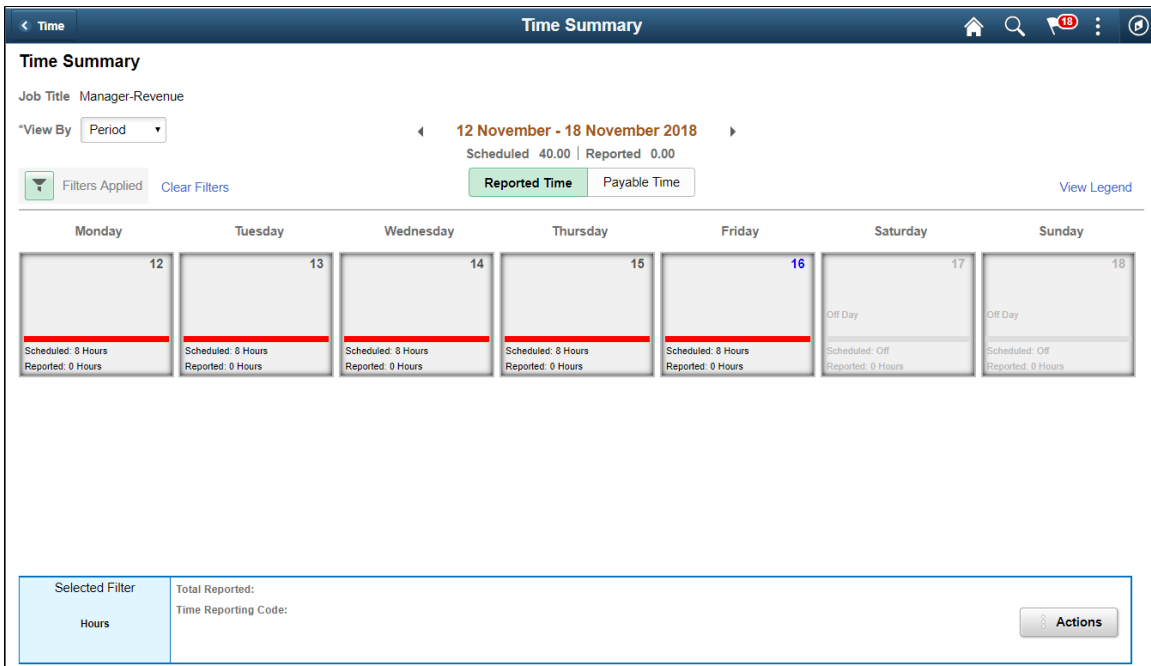 Time
Time Summary
18
Time Summary
Job Title Manager-Revenue
*View By Period
12 November - 18 November 2018
Scheduled 40.00 | Reported 0.00
Filters Applied Clear Filters
Reported Time Payable Time
View Legend
Monday Tuesday Wednesday Thursday Friday Saturday Sunday
12 13 14 15 16 17 18
Off Day Off Day
Scheduled: 8 Hours Scheduled: 8 Hours Scheduled: 8 Hours Scheduled: 8 Hours Scheduled: 8 Hours Scheduled: Off Scheduled: Off
Reported: 0 Hours Reported: 0 Hours Reported: 0 Hours Reported: 0 Hours Reported: 0 Hours Reported: 0 Hours Reported: 0 Hours
Selected Filter
Hours
Total Reported:
Time Reporting Code:
Actions